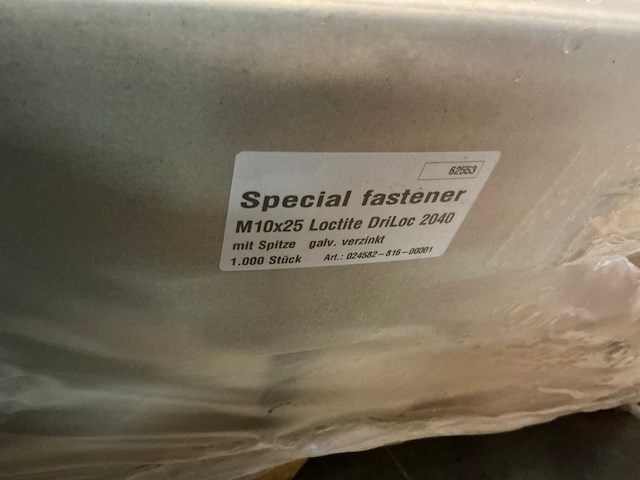 62553
Special fastener
M10x25 Loctite DriLoc 2040
mit Spitze galv. verzinkt
1.000 Stück Art.: 024582-816-00001